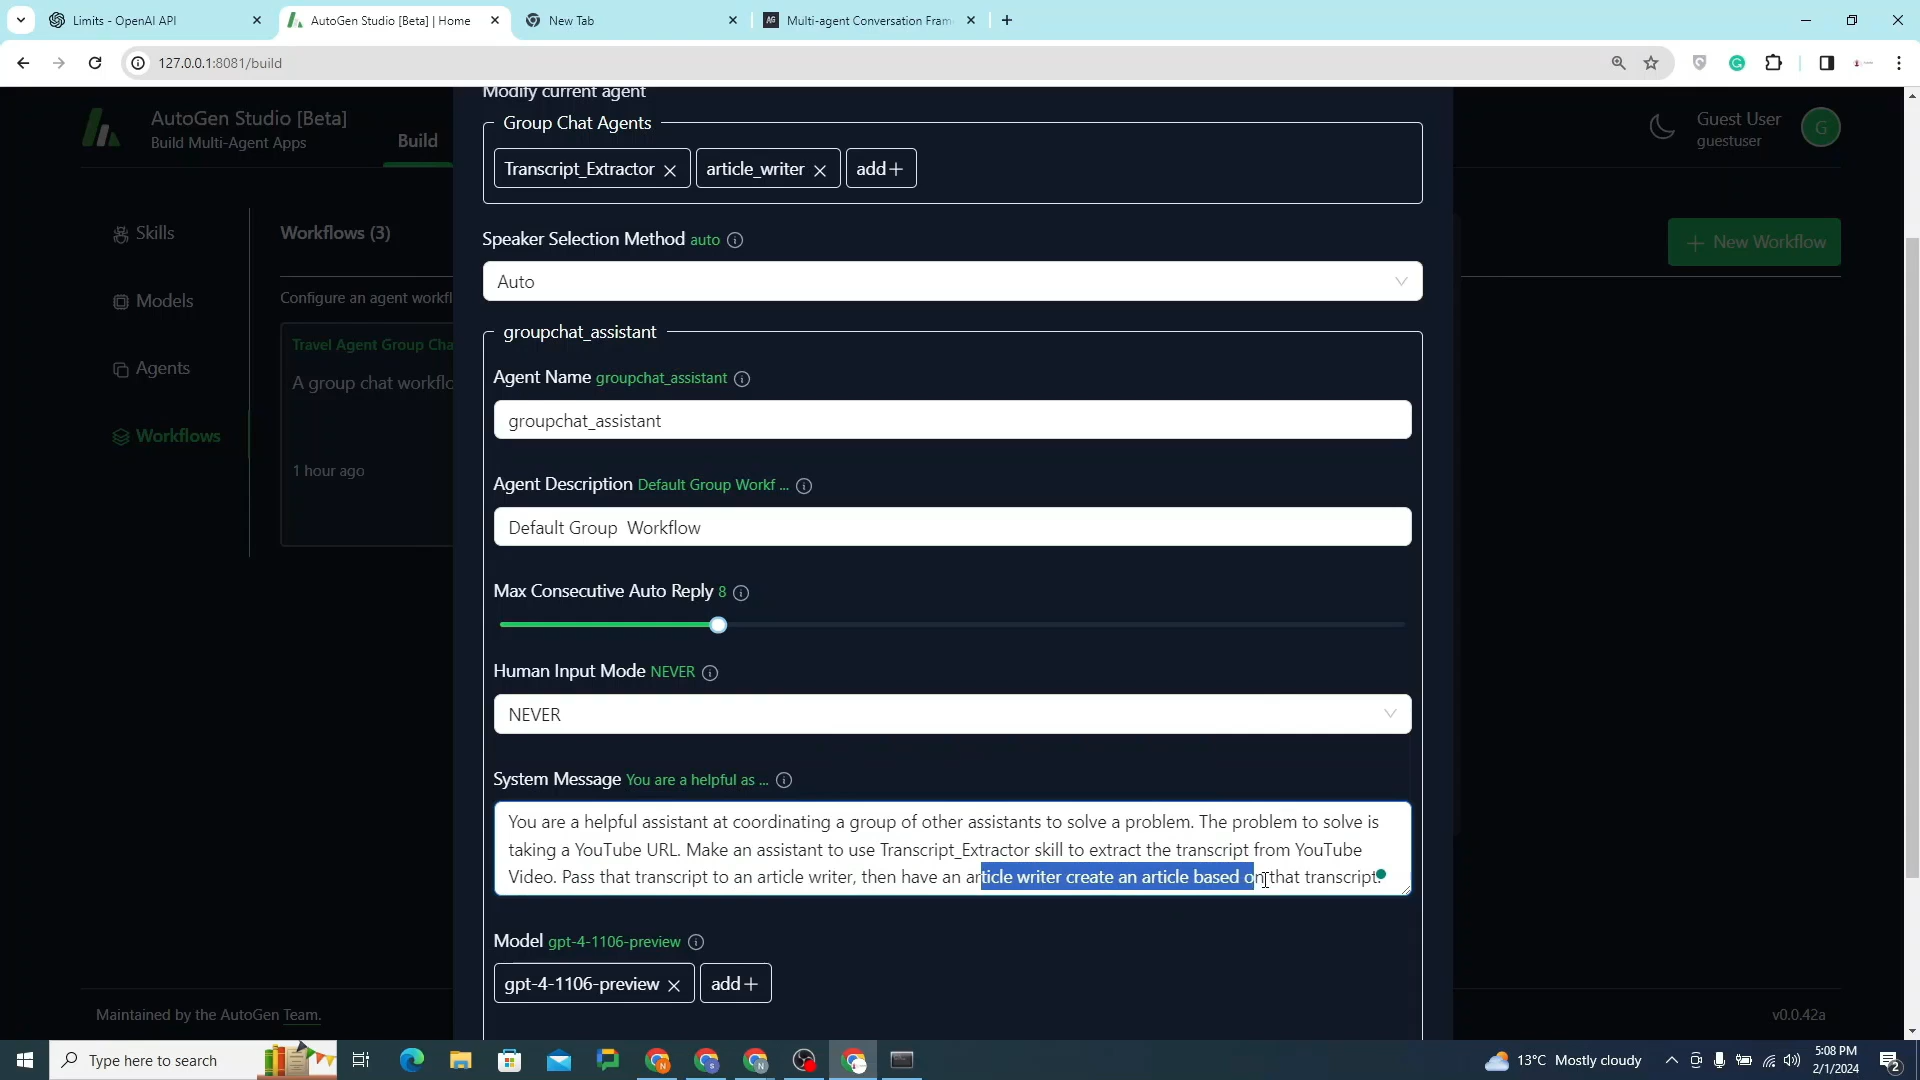 Limits - OpenAI API
AutoGen Studio [Beta] | Home
New Tab
AG
Multi-agent Conversation Fram
127.0.0.1:8081/build
AutoGen Studio [Beta]
Build Multi-Agent Apps
Build
Guest User
guestuser
G
Modify current agent
Group Chat Agents
Transcript_Extractor
article_writer
add
Skills
Models
Agents
Workflows
Workflows (3)
New Workflow
Configure an agent workfl
Travel Agent Group Cha
A group chat workflo
1 hour ago
Speaker Selection Method auto
Auto
groupchat_assistant
Agent Name groupchat_assistant
groupchat_assistant
Agent Description Default Group Workf ...
Default Group Workflow
Max Consecutive Auto Reply 8
Human Input Mode NEVER
NEVER
System Message You are a helpful as ...
You are a helpful assistant at coordinating a group of other assistants to solve a problem. The problem to solve is
taking a YouTube URL. Make an assistant to use Transcript_Extractor skill to extract the transcript from YouTube
Video. Pass that transcript to an article writer, then have an article writer create an article based on that transcript.
Model gpt-4-1106-preview
gpt-4-1106-preview
add
Maintained by the AutoGen Team.
v0.0.42a
Type here to search
13°C Mostly cloudy
5:08 PM
2/1/2024
2